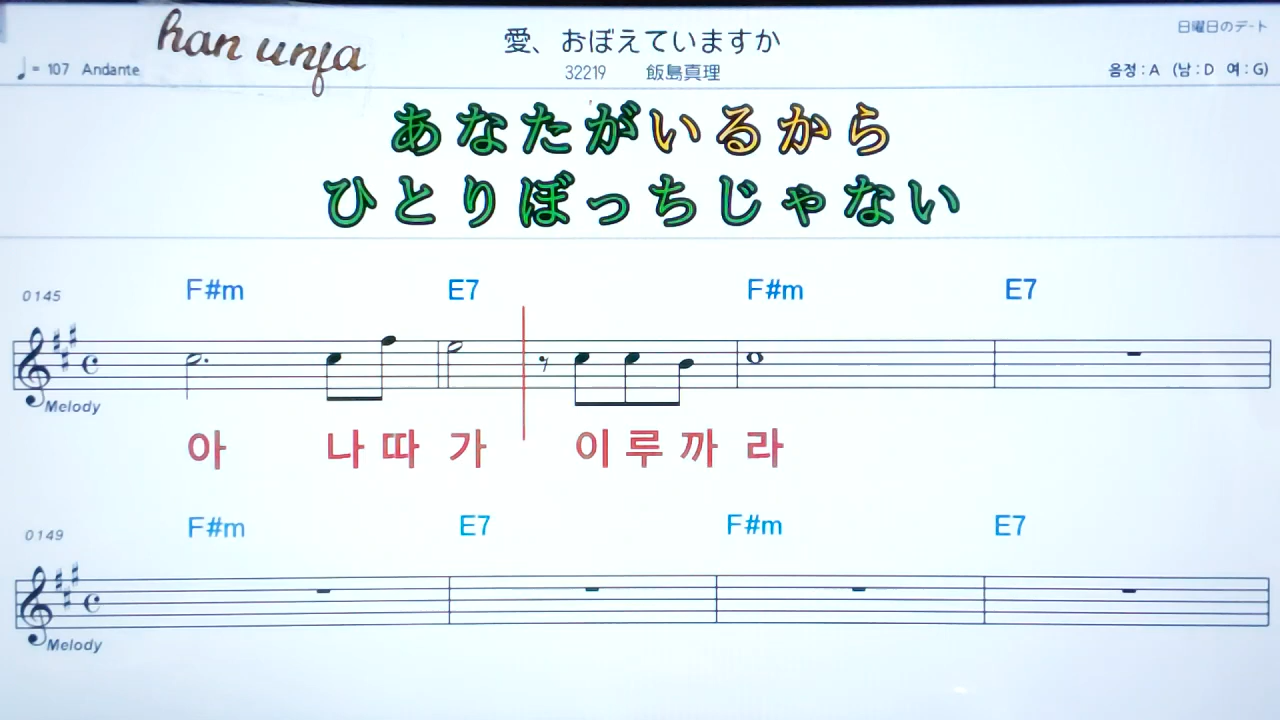 han unja
愛、おぼえていますか
日曜日のデート
♩= 107 Andante
32219 飯島真理
음정 : A (남 : D 여 : G)
あなたがいるから
ひとりぼっちじゃない
0145 F#m E7 F#m E7
Melody
아 나 따 가 이 루 까 라
0149 F#m E7 F#m E7
Melody